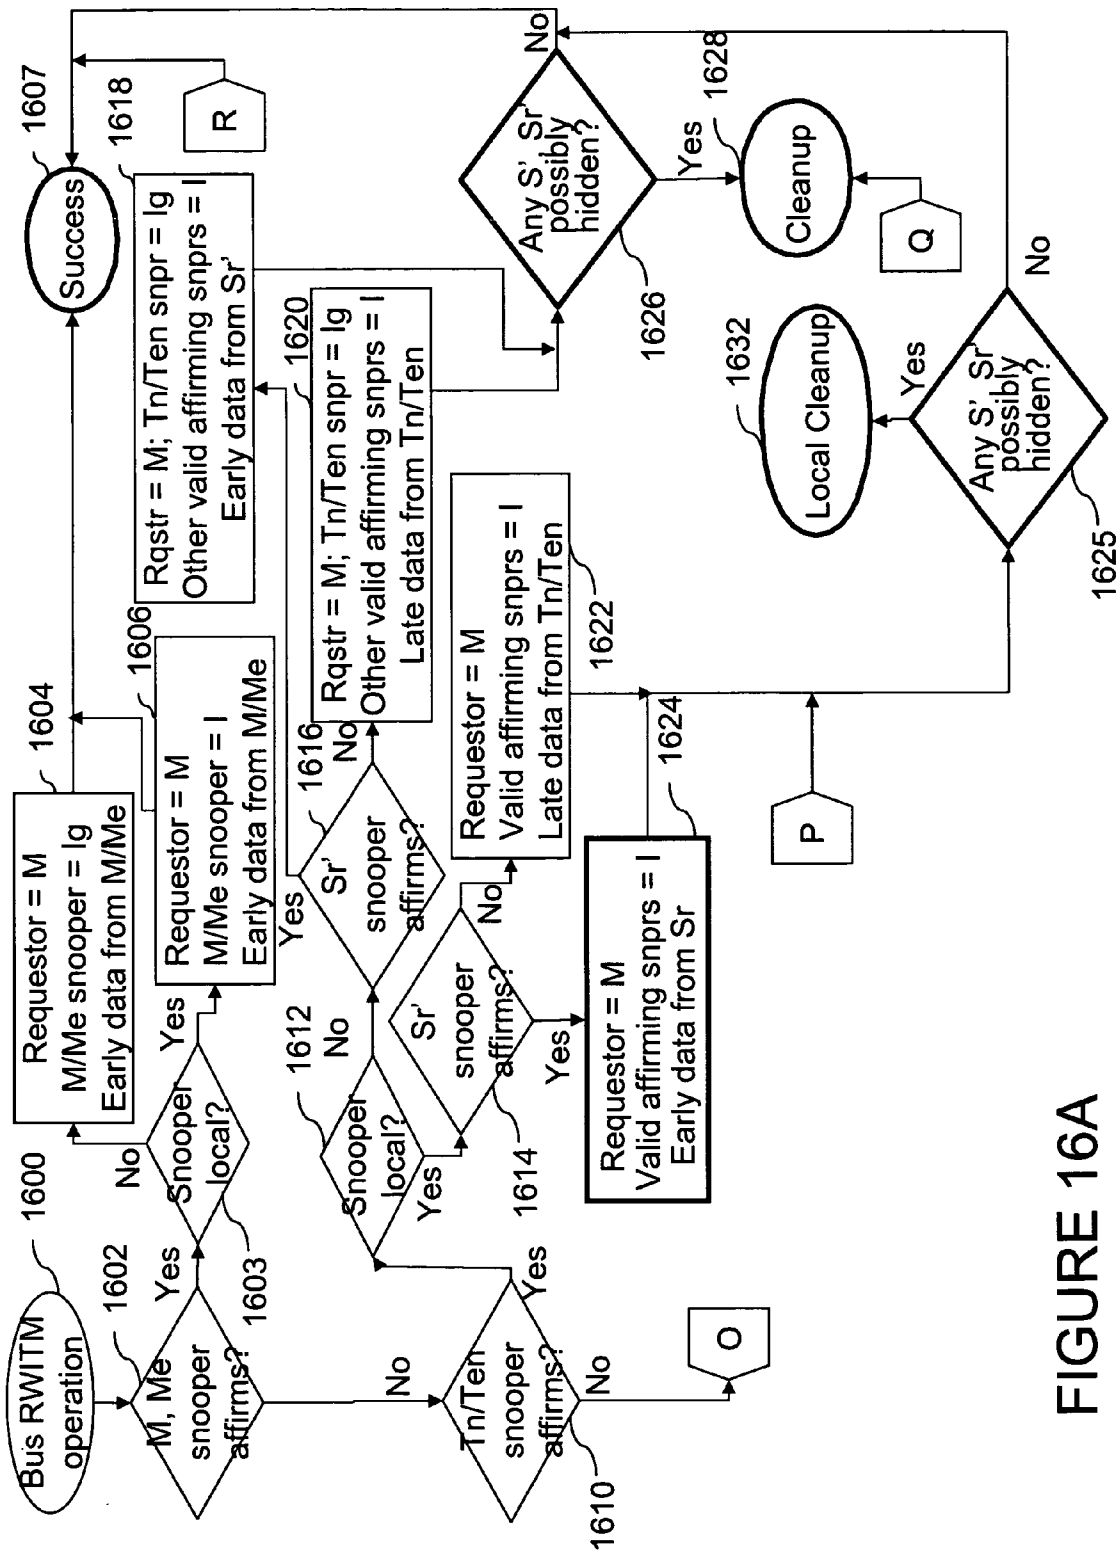 Bus RWITM
operation
1600
M, Me
snooper
affirms?
1602
Yes
No
Snooper
local?
1603
No
Yes
Requestor = M
M/Me snooper = Ig
Early data from M/Me
1604
Requestor = M
M/Me snooper = I
Early data from M/Me
1606
Success
1607
Tn/Ten
snooper
affirms?
1610
Yes
No
O
Snooper
local?
1612
No
Yes
Sr'
snooper
affirms?
1614
No
Yes
Sr'
snooper
affirms?
1616
Yes
No
Rqstr = M; Tn/Ten snpr = Ig
Other valid affirming snprs = I
Early data from Sr'
1618
R
Rqstr = M; Tn/Ten snpr = Ig
Other valid affirming snprs = I
Late data from Tn/Ten
1620
Requestor = M
Valid affirming snprs = I
Late data from Tn/Ten
1622
Requestor = M
Valid affirming snprs = I
Early data from Sr
1624
P
Any S' Sr'
possibly
hidden?
1626
No
Yes
Cleanup
1628
Q
Any S' Sr'
possibly
hidden?
1625
Yes
No
Local Cleanup
1632
FIGURE 16A